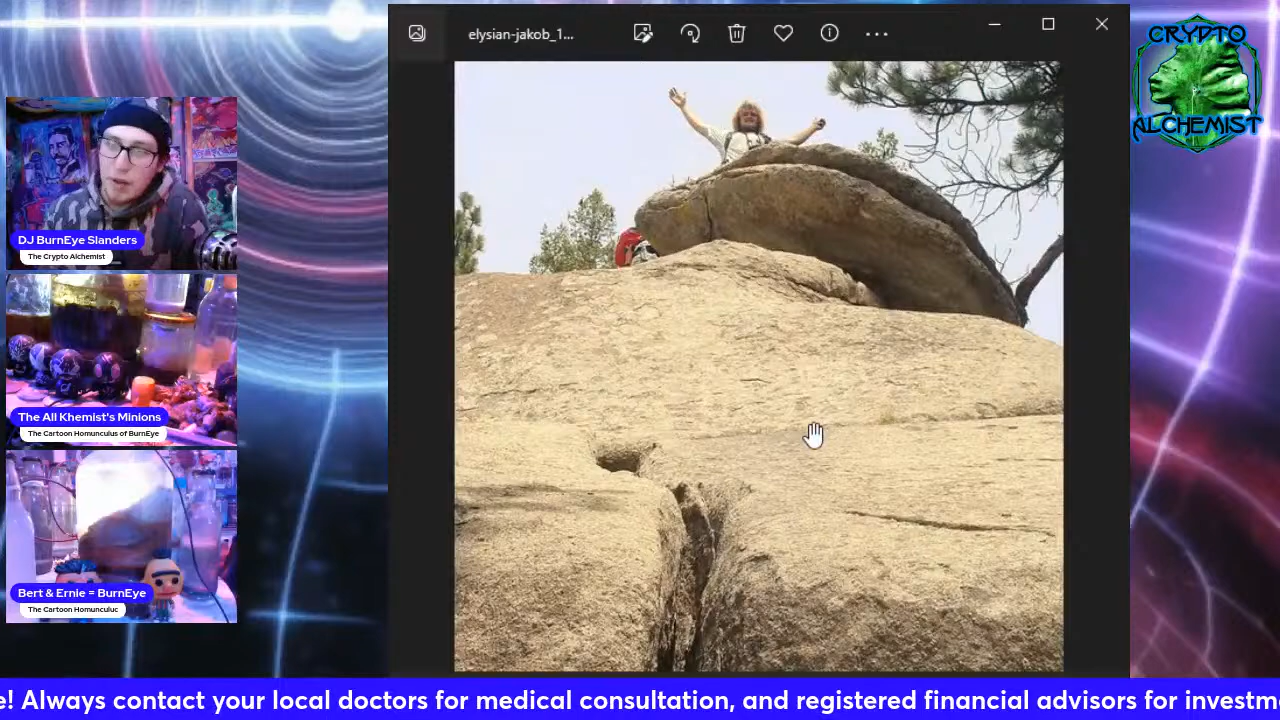 elysian-jakob_1...
CRYPTO
ALCHEMIST
DJ BurnEye Slanders
The Crypto Alchemist
The All Khemist's Minions
The Cartoon Homunculus of BurnEye
Bert & Ernie = BurnEye
The Cartoon Homunculuc
e! Always contact your local doctors for medical consultation, and registered financial advisors for investm